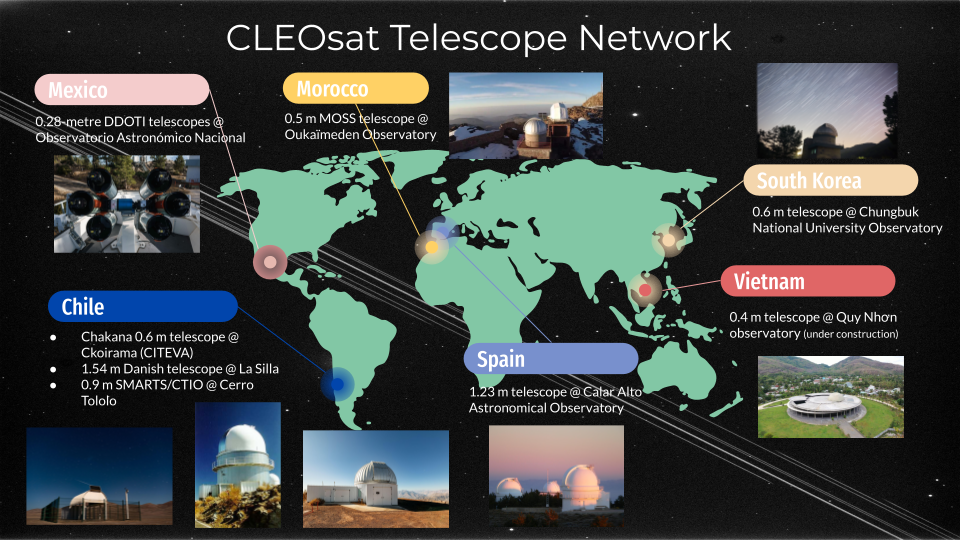 CLEOsat Telescope Network
Mexico
0.28-metre DDOTI telescopes @
Observatorio Astronómico Nacional
Morocco
0.5 m MOSS telescope @
Oukaïmeden Observatory
South Korea
0.6 m telescope @ Chungbuk
National University Observatory
Vietnam
0.4 m telescope @ Quy Nhơn
observatory (under construction)
Chile
● Chakana 0.6 m telescope @
Ckoirama (CITEVA)
● 1.54 m Danish telescope @ La Silla
● 0.9 m SMARTS/CTIO @ Cerro
Tololo
Spain
1.23 m telescope @ Calar Alto
Astronomical Observatory